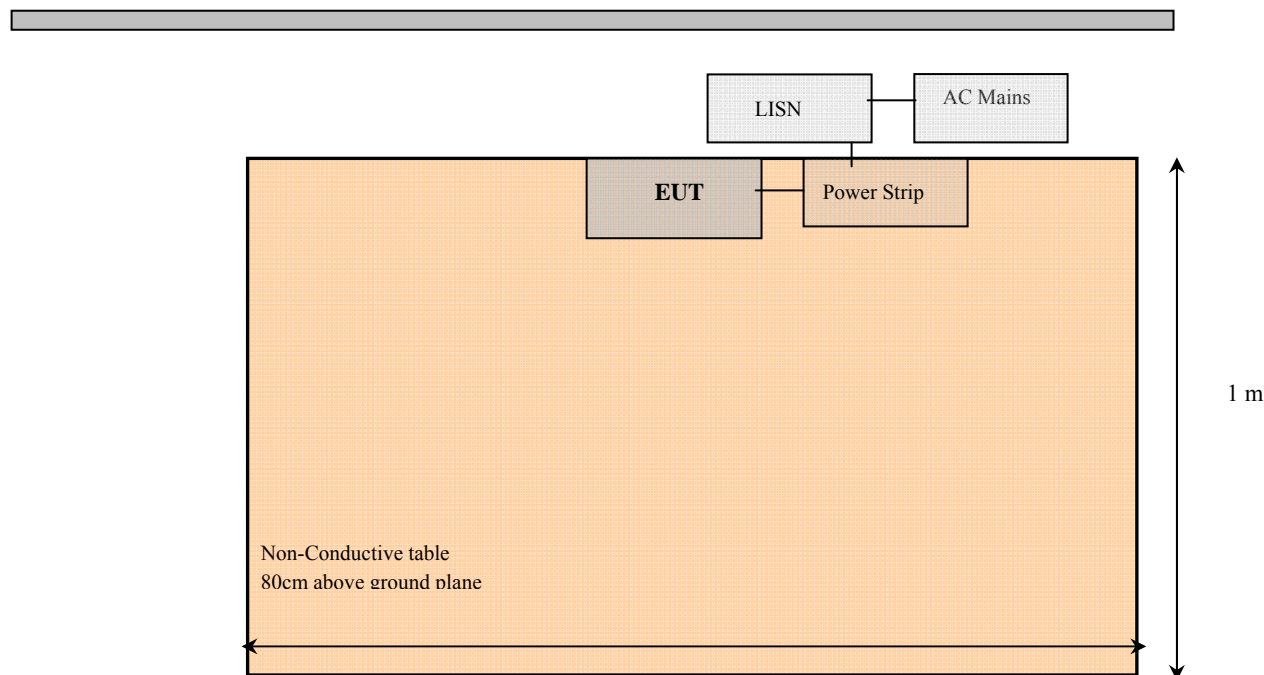 LISN
AC Mains
EUT
Power Strip
1 m
Non-Conductive table
80cm above ground plane